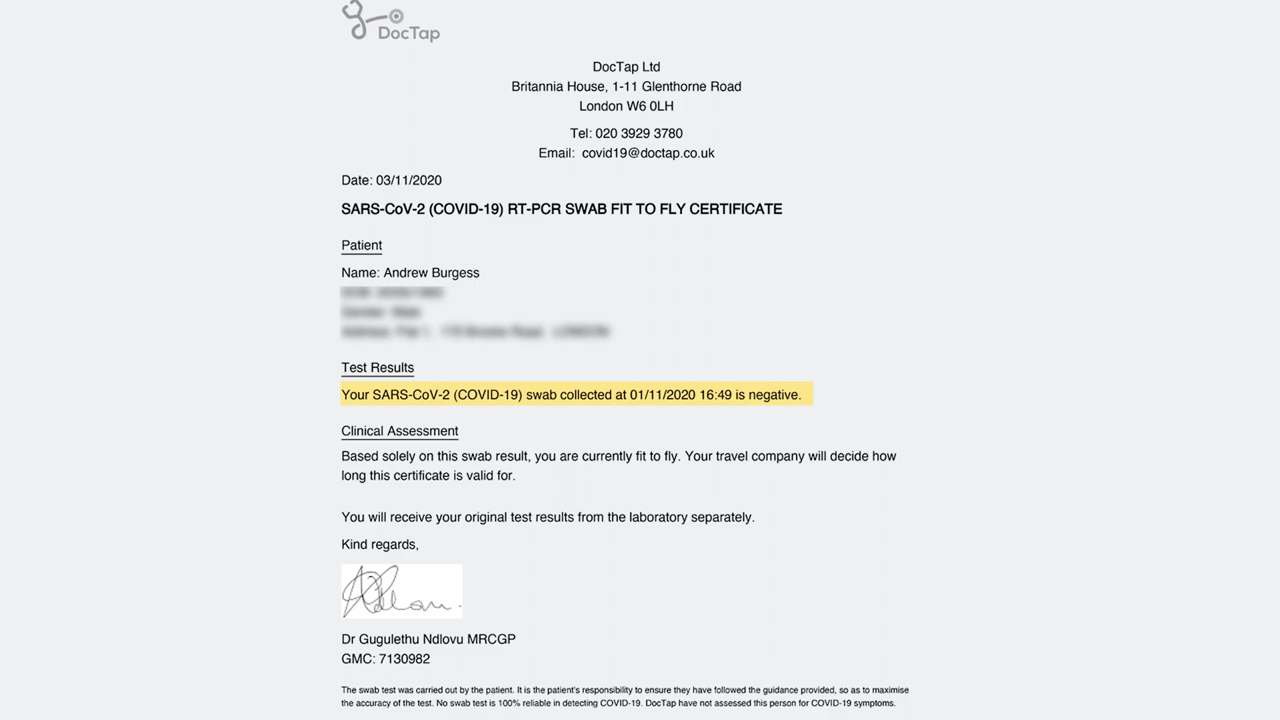 DocTap
DocTap Ltd
Britannia House, 1-11 Glenthorne Road
London W6 0LH
Tel: 020 3929 3780
Email: covid19@doctap.co.uk
Date: 03/11/2020
SARS-CoV-2 (COVID-19) RT-PCR SWAB FIT TO FLY CERTIFICATE
Patient
Name: Andrew Burgess
Test Results
Your SARS-CoV-2 (COVID-19) swab collected at 01/11/2020 16:49 is negative.
Clinical Assessment
Based solely on this swab result, you are currently fit to fly. Your travel company will decide how
long this certificate is valid for.
You will receive your original test results from the laboratory separately.
Kind regards,
Dr Gugulethu Ndlovu MRCGP
GMC: 7130982
The swab test was carried out by the patient. It is the patient's responsibility to ensure they have followed the guidance provided, so as to maximise
the accuracy of the test. No swab test is 100% reliable in detecting COVID-19. DocTap have not assessed this person for COVID-19 symptoms.